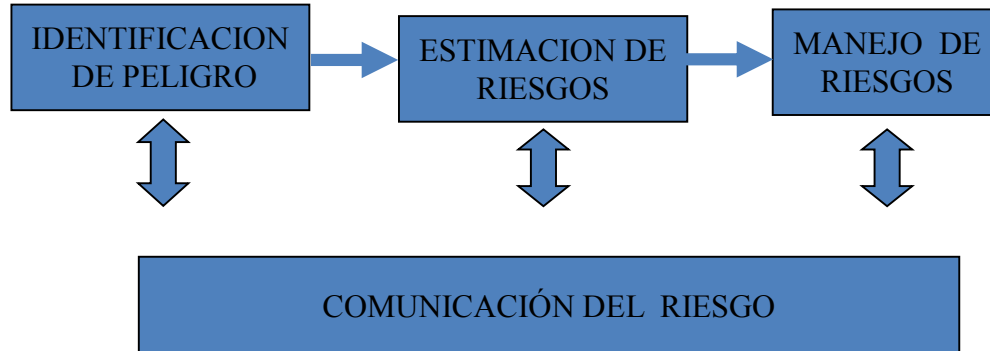 IDENTIFICACION
DE PELIGRO
ESTIMACION DE
RIESGOS
MANEJO DE
RIESGOS
COMUNICACIÓN DEL RIESGO